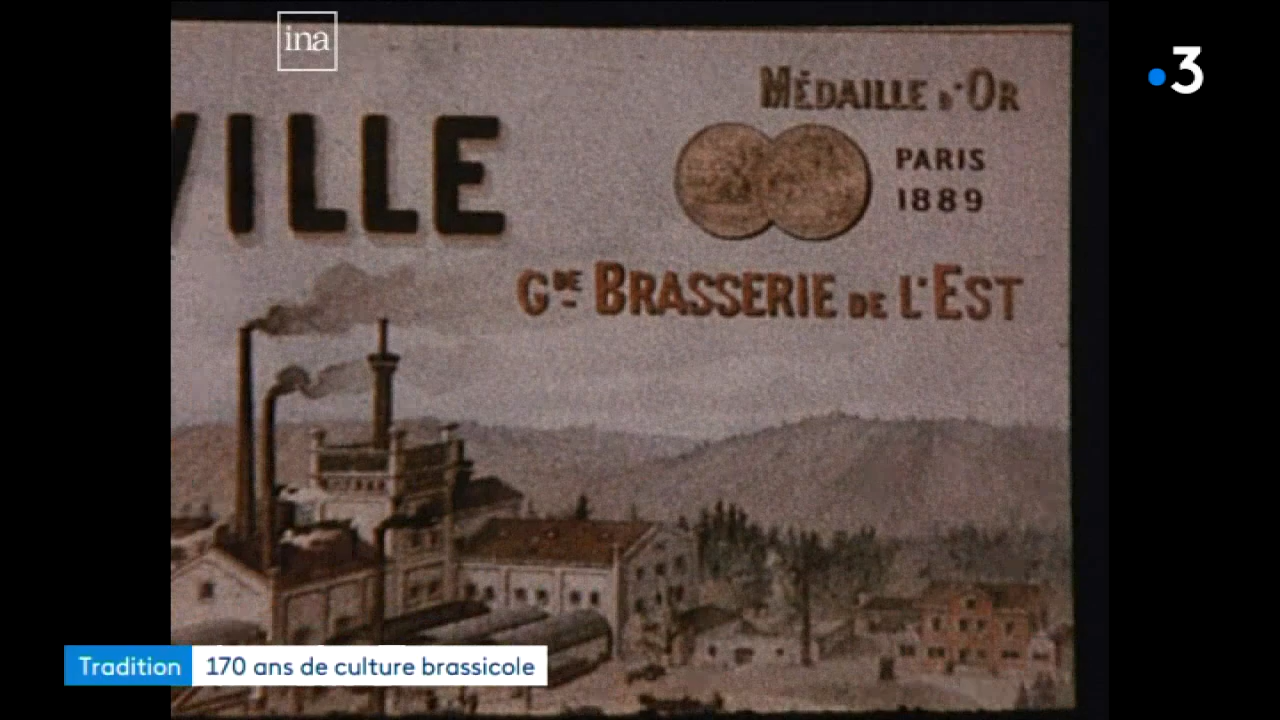 ina
3
MÉDAILLE D'OR
VILLE
PARIS
1889
GDE BRASSERIE DE L'EST
Tradition
170 ans de culture brassicole